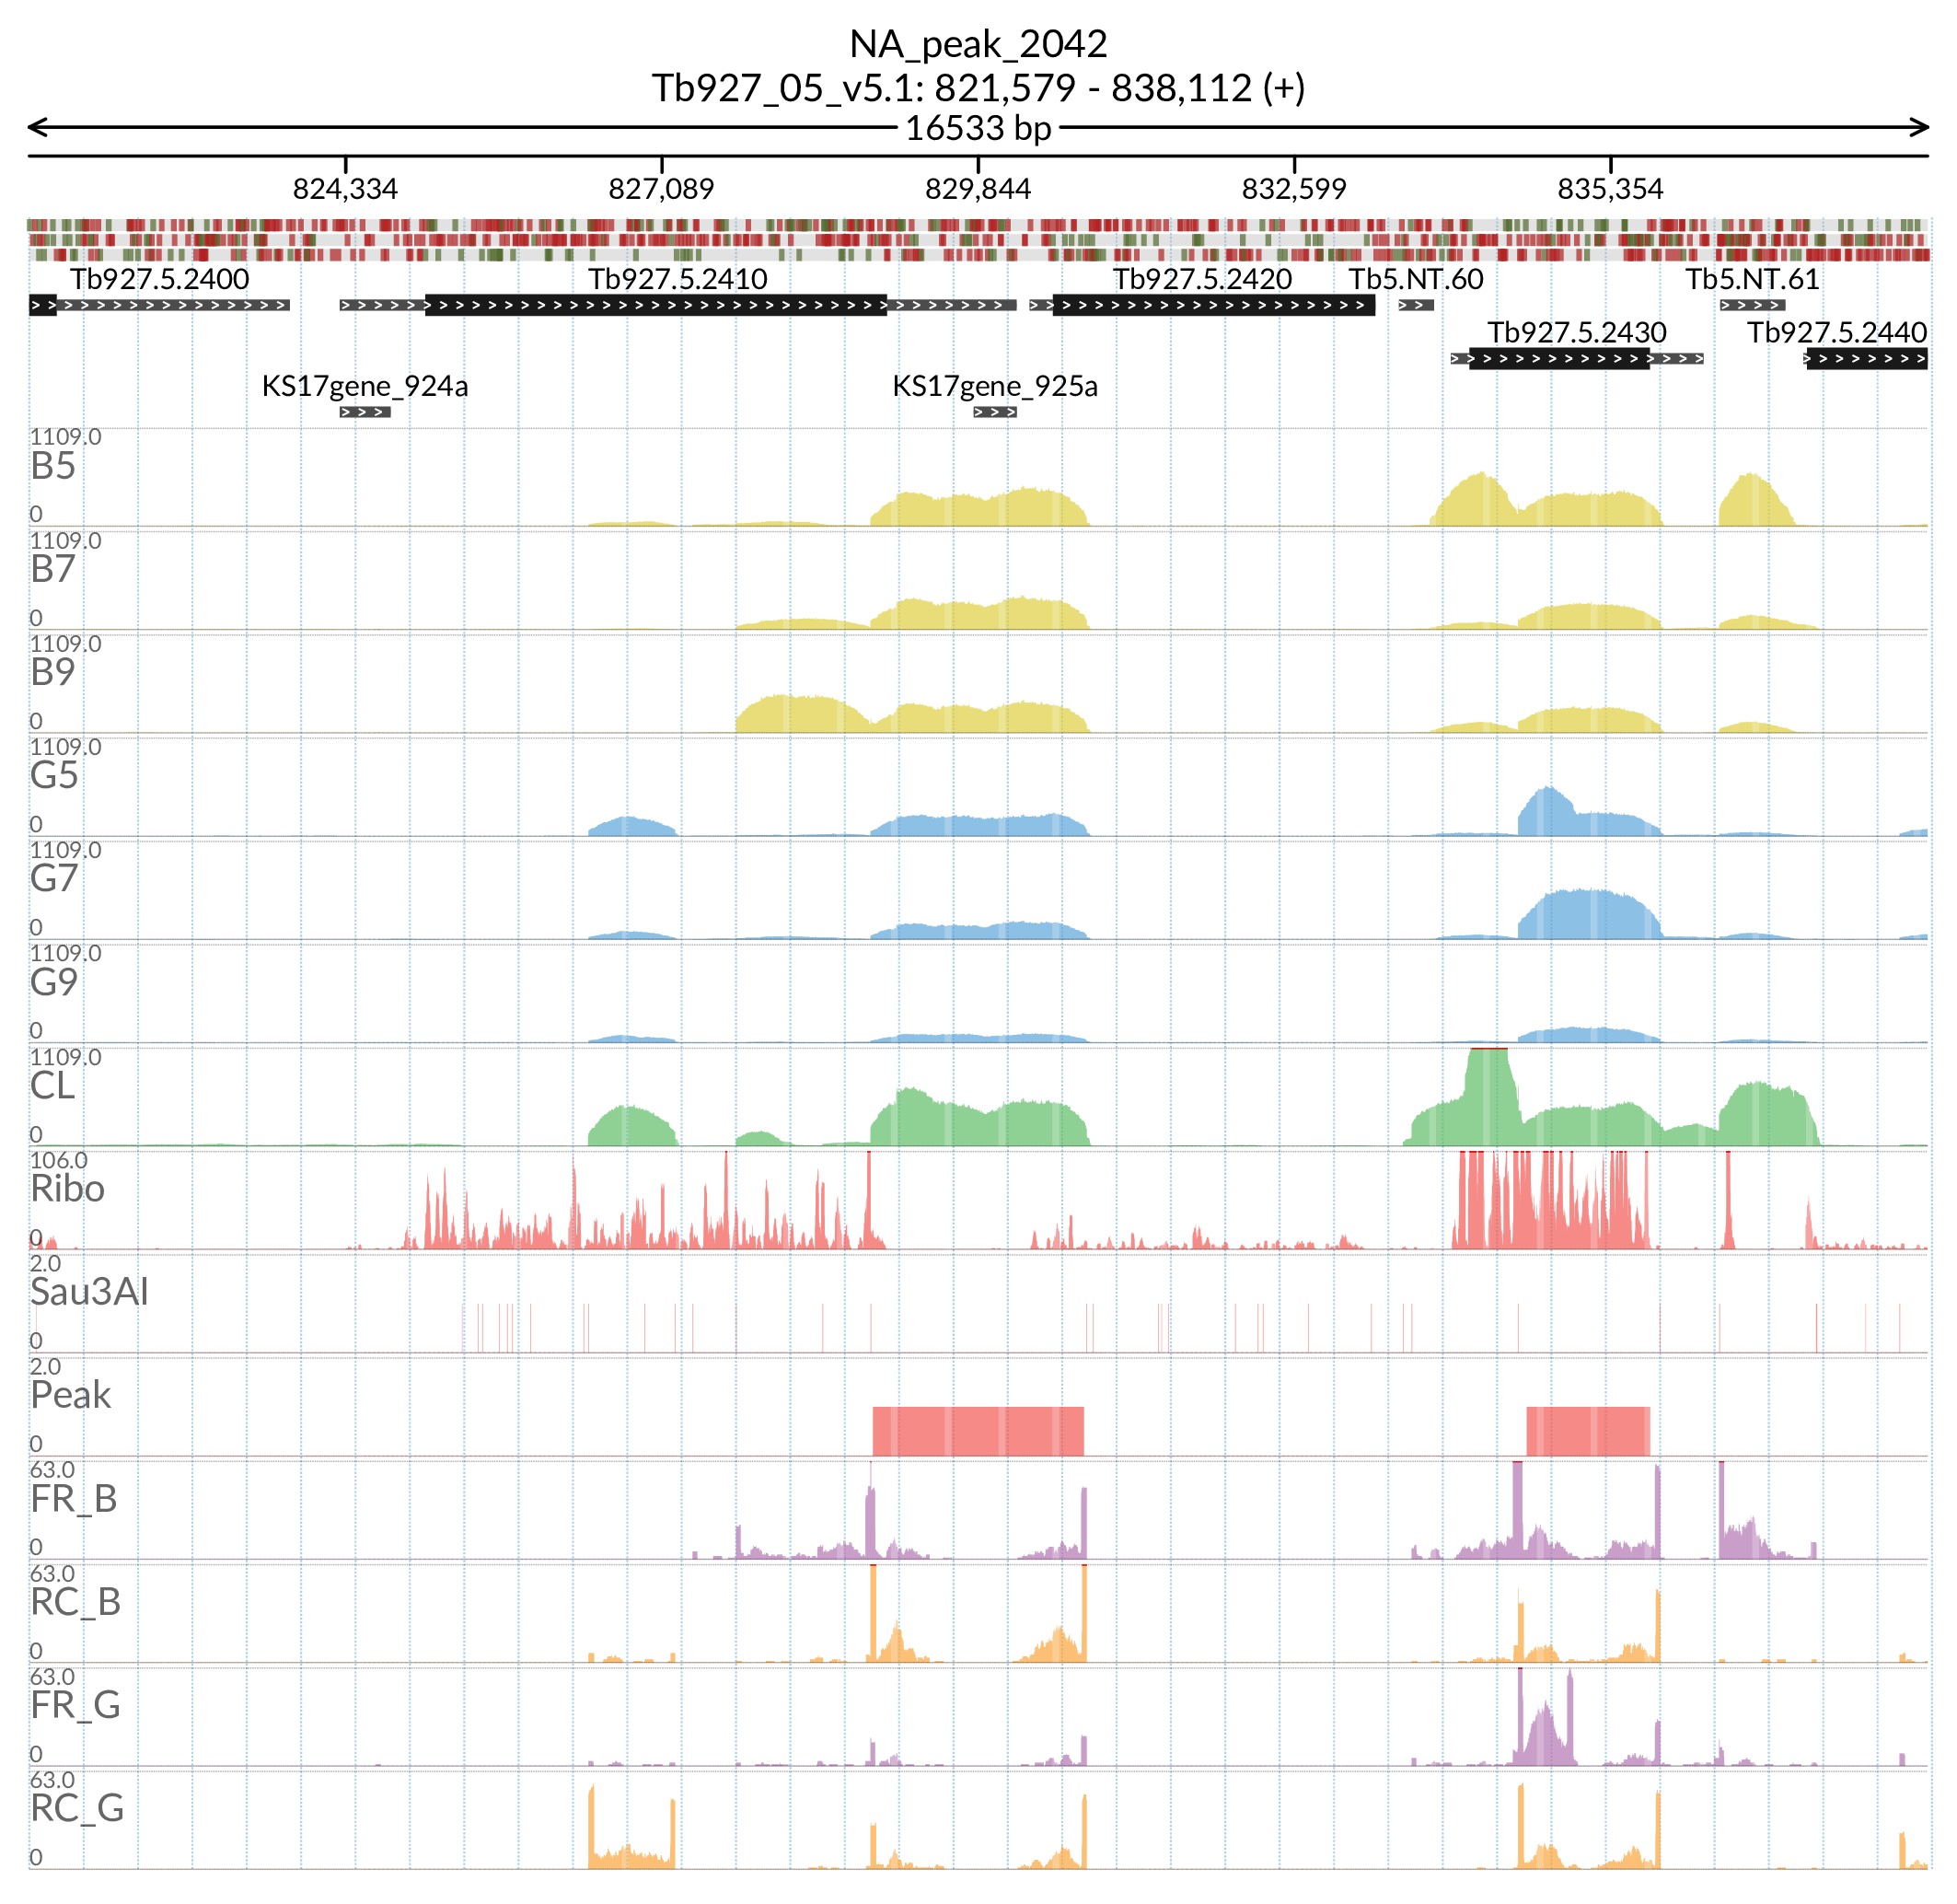 NA_peak_2042
Tb927_05_v5.1: 821,579 - 838,112 (+)
16533 bp
824,334 827,089 829,844 832,599 835,354
Tb927.5.2400 Tb927.5.2410 Tb927.5.2420 Tb5.NT.60 Tb5.NT.61
Tb927.5.2430 Tb927.5.2440
KS17gene_924a KS17gene_925a
1109.0
B5
0
1109.0
B7
0
1109.0
B9
0
1109.0
G5
0
1109.0
G7
0
1109.0
G9
0
1109.0
CL
0
106.0
Ribo
0
2.0
Sau3AI
0
2.0
Peak
0
63.0
FR_B
0
63.0
RC_B
0
63.0
FR_G
0
63.0
RC_G
0